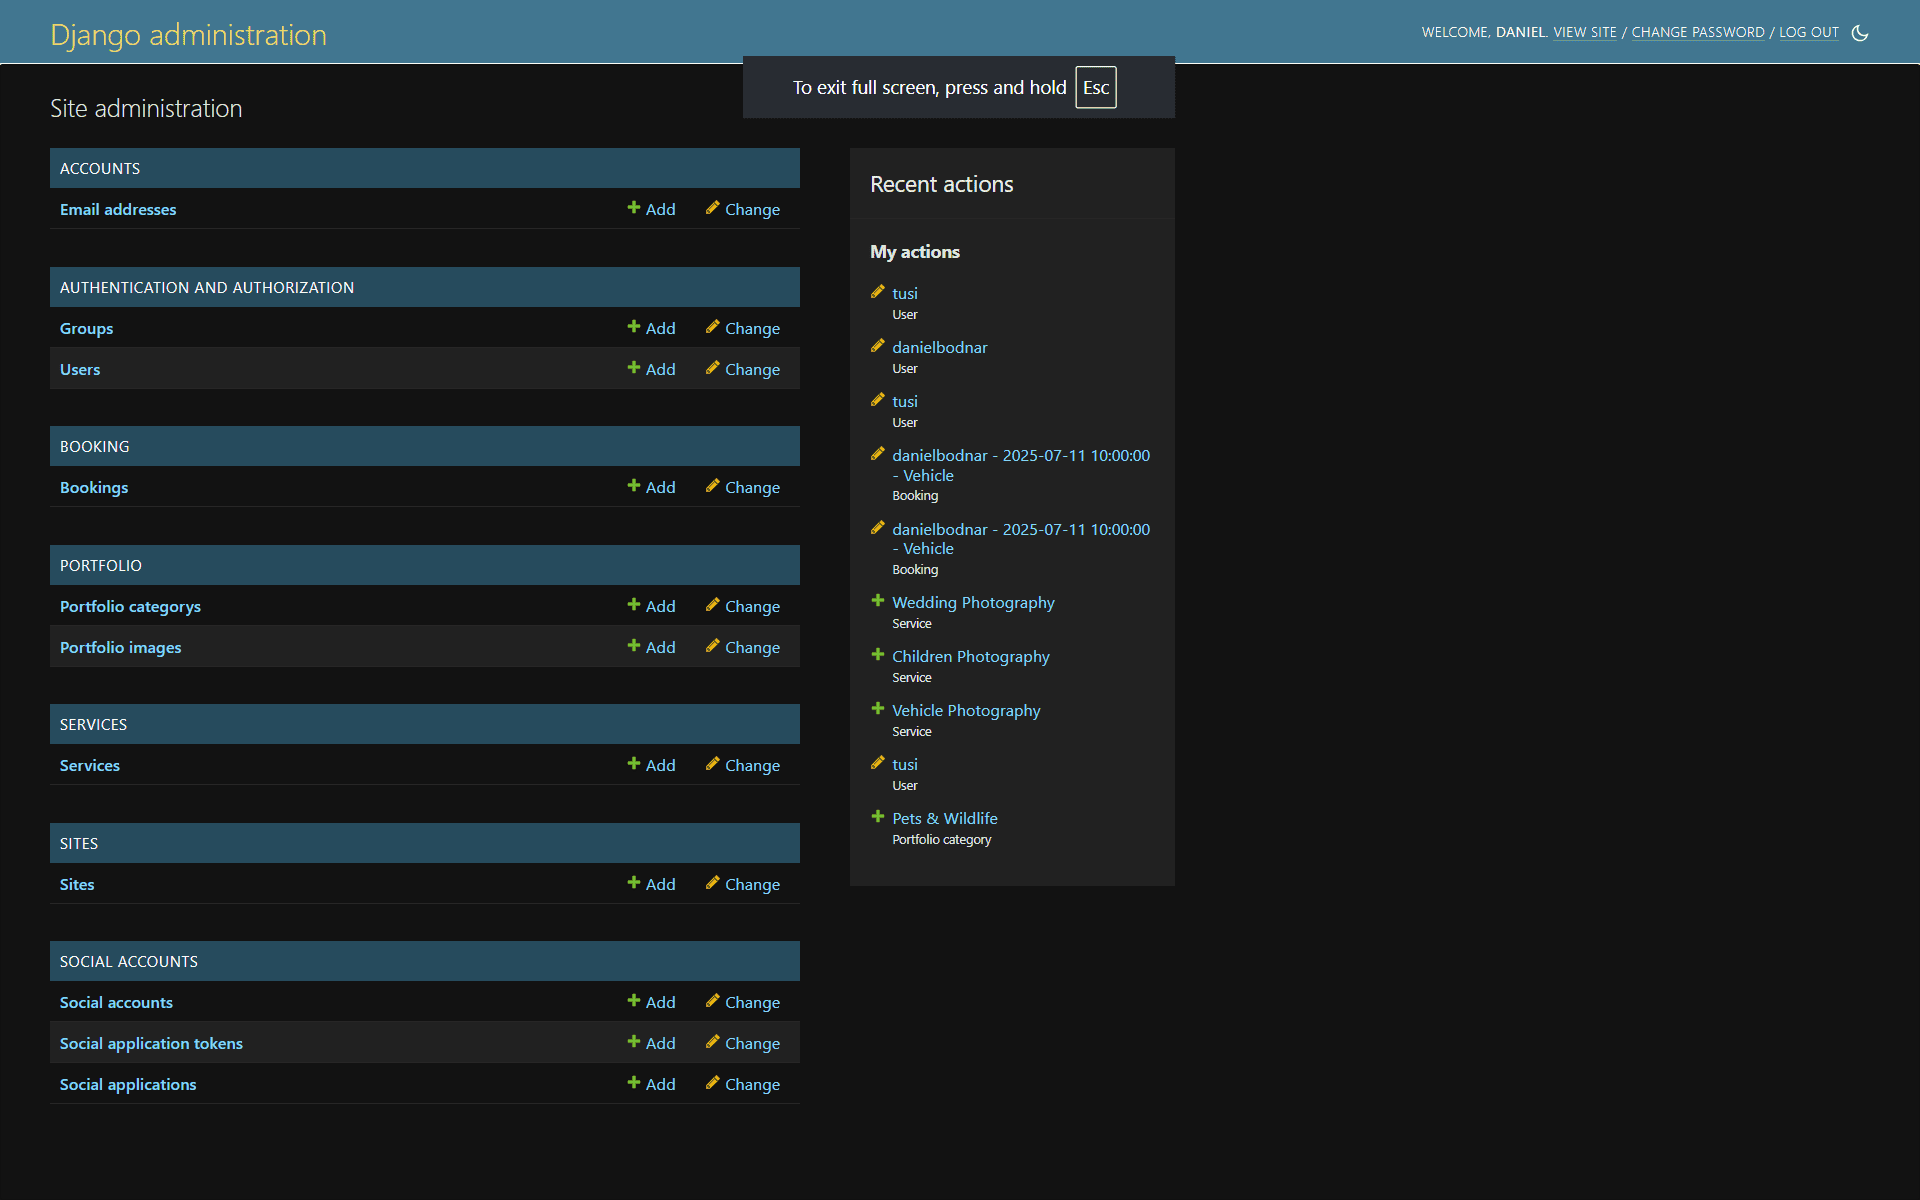 Django administration
WELCOME, DANIEL. VIEW SITE / CHANGE PASSWORD / LOG OUT
To exit full screen, press and hold Esc
Site administration
ACCOUNTS
Email addresses Add Change
AUTHENTICATION AND AUTHORIZATION
Groups Add Change
Users Add Change
BOOKING
Bookings Add Change
PORTFOLIO
Portfolio categorys Add Change
Portfolio images Add Change
SERVICES
Services Add Change
SITES
Sites Add Change
SOCIAL ACCOUNTS
Social accounts Add Change
Social application tokens Add Change
Social applications Add Change
Recent actions
My actions
tusi
User
danielbodnar
User
tusi
User
danielbodnar - 2025-07-11 10:00:00
- Vehicle
Booking
danielbodnar - 2025-07-11 10:00:00
- Vehicle
Booking
Wedding Photography
Service
Children Photography
Service
Vehicle Photography
Service
tusi
User
Pets & Wildlife
Portfolio category